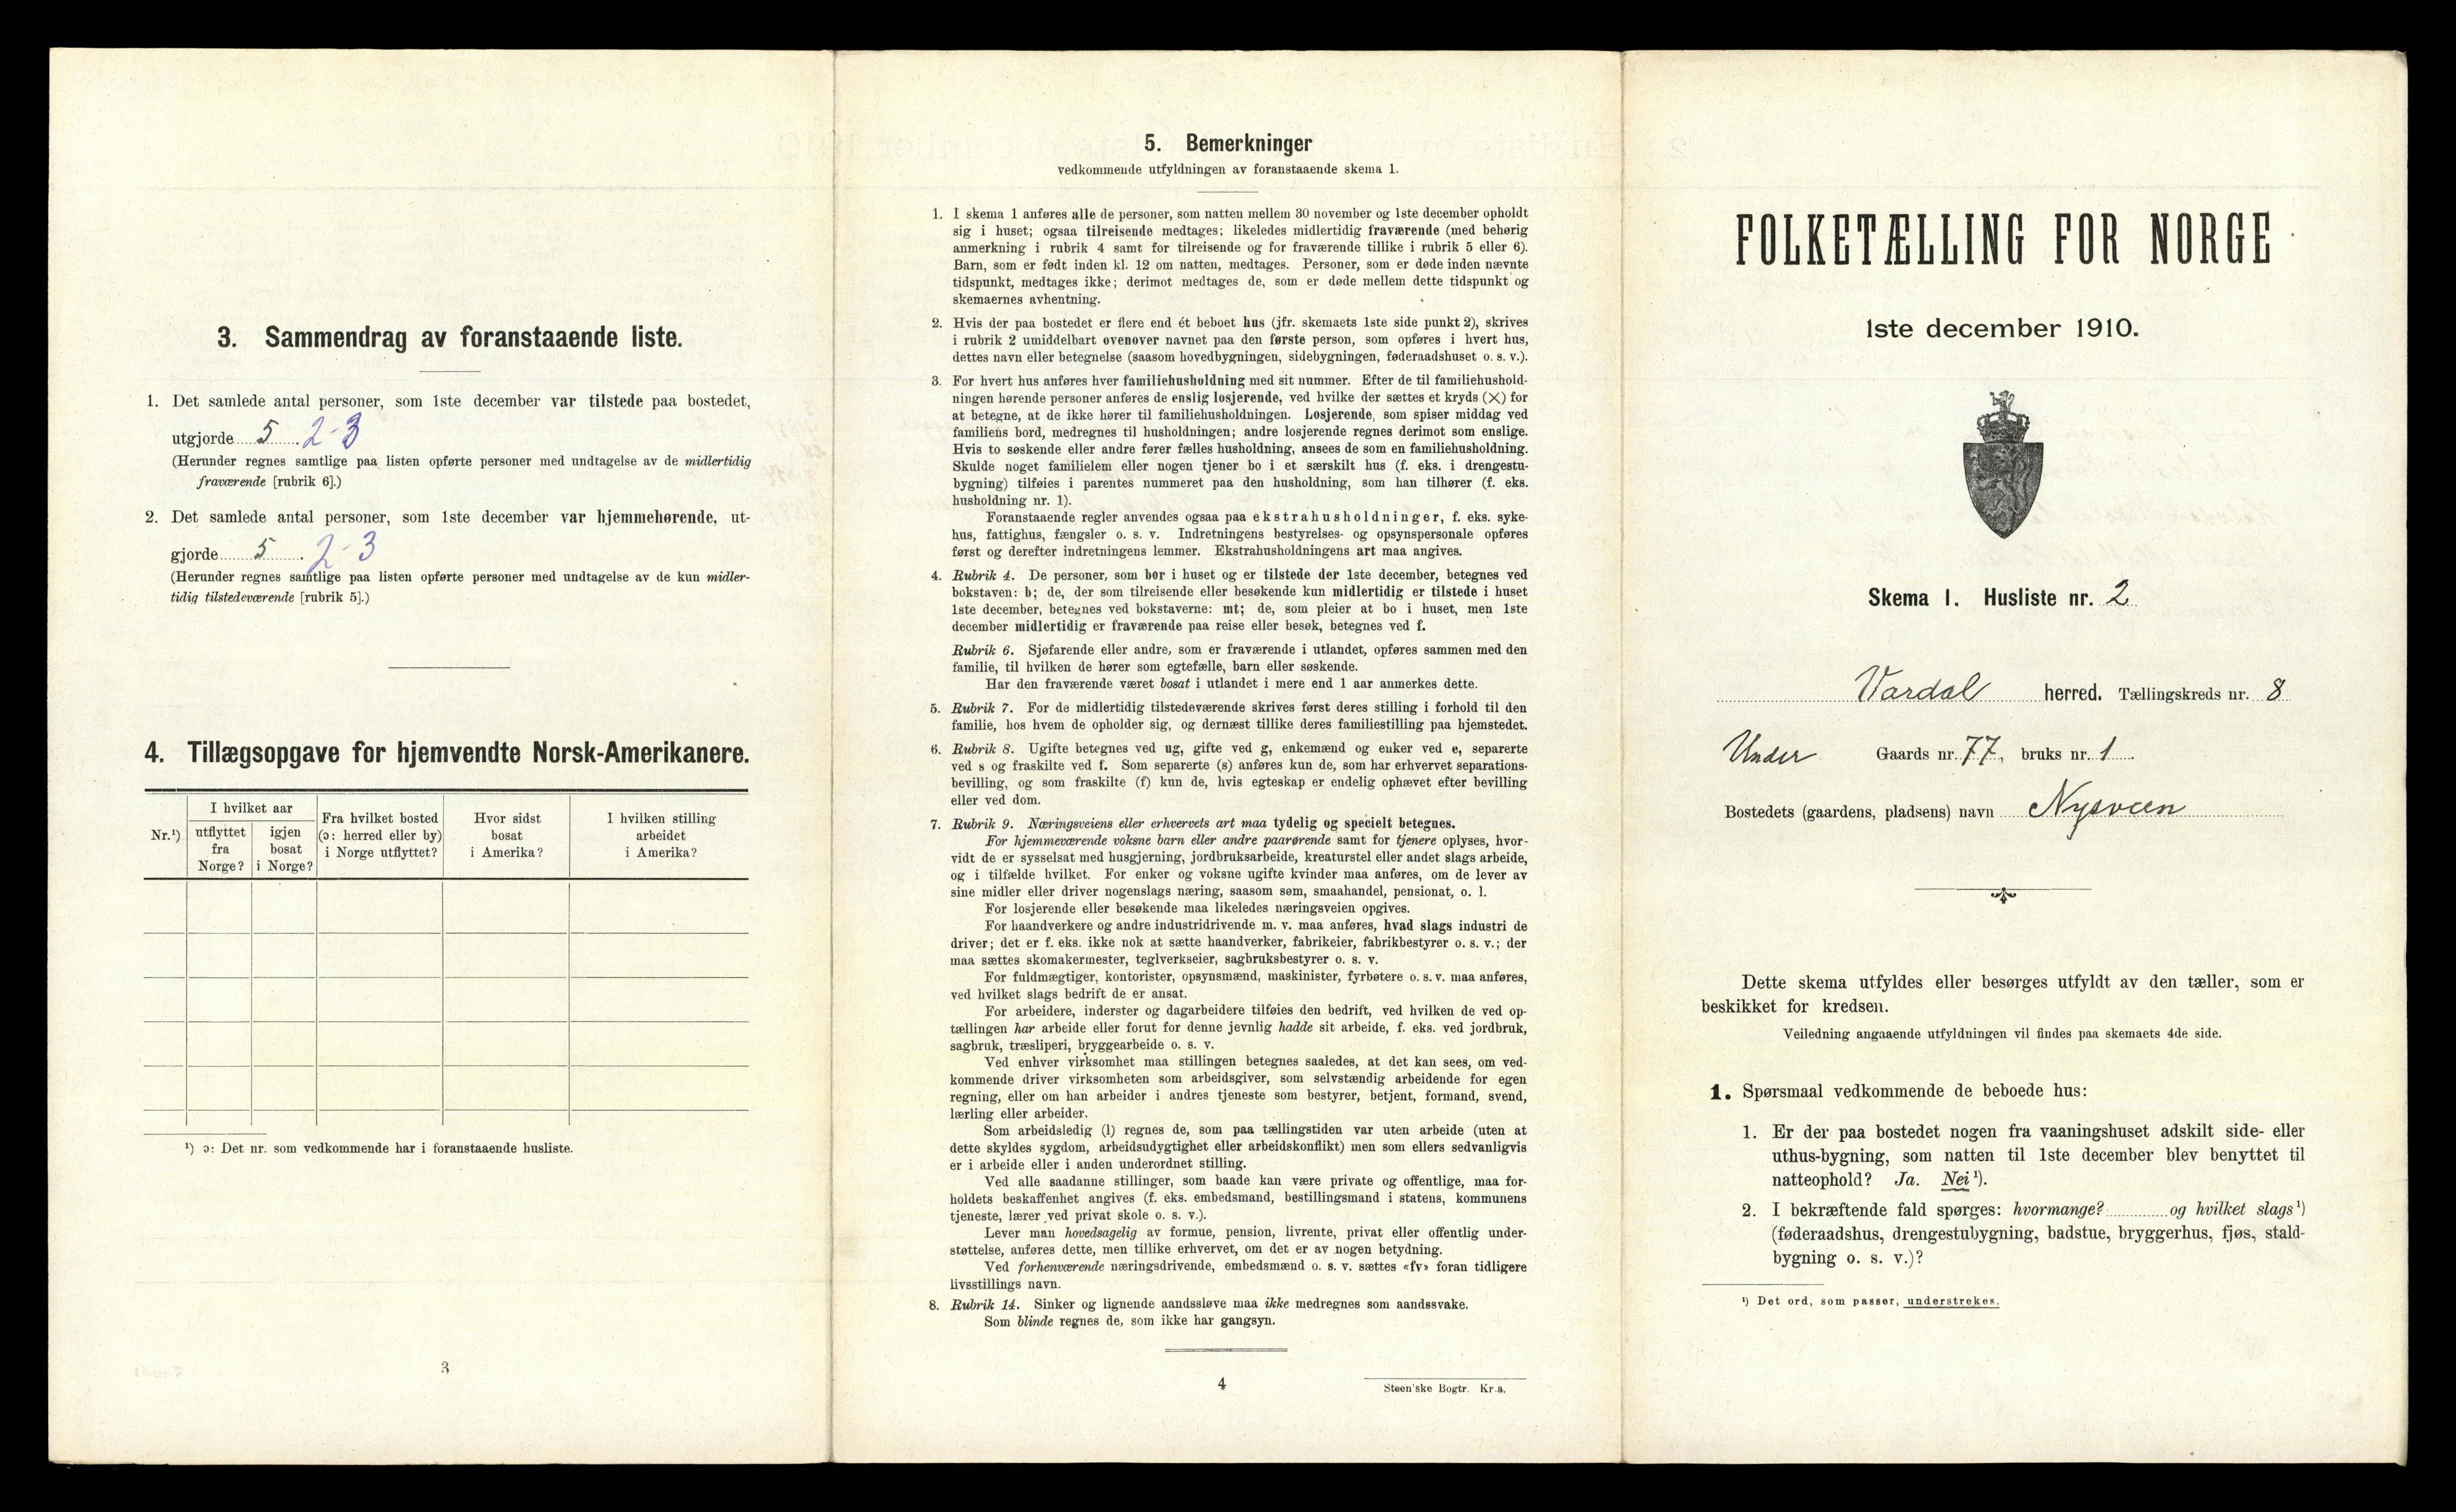 3. Sammendrag av foranstaaende liste.
1. Det samlede antal personer, som 1ste december var tilstede paa bostedet,
utgjorde 5 . 2-3
(Herunder regnes samtlige paa listen opførte personer med undtagelse av de midlertidig
fraværende [rubrik 6].)
2. Det samlede antal personer, som 1ste december var hjemmehørende, ut-
gjorde 5 . 2-3
(Herunder regnes samtlige paa listen opførte personer med undtagelse av de kun midler-
tidig tilstedeværende [rubrik 5].)
4. Tillægsopgave for hjemvendte Norsk-Amerikanere.
Nr.¹)
I hvilket aar
utflyttet
fra
Norge?
igjen
bosat
i Norge?
Fra hvilket bosted
(ɔ: herred eller by)
i Norge utflyttet?
Hvor sidst
bosat
i Amerika?
I hvilken stilling
arbeidet
i Amerika?
¹) ɔ: Det nr. som vedkommende har i foranstaaende husliste.
3
5. Bemerkninger
vedkommende utfyldningen av foranstaaende skema 1.
1. I skema 1 anføres alle de personer, som natten mellem 30 november og 1ste december opholdt
sig i huset; ogsaa tilreisende medtages; likeledes midlertidig fraværende (med behørig
anmerkning i rubrik 4 samt for tilreisende og for fraværende tillike i rubrik 5 eller 6).
Barn, som er født inden kl. 12 om natten, medtages. Personer, som er døde inden nævnte
tidspunkt, medtages ikke; derimot medtages de, som er døde mellem dette tidspunkt og
skemaernes avhentning.
2. Hvis der paa bostedet er flere end ét beboet hus (jfr. skemaets 1ste side punkt 2), skrives
i rubrik 2 umiddelbart ovenover navnet paa den første person, som opføres i hvert hus,
dettes navn eller betegnelse (saasom hovedbygningen, sidebygningen, føderaadshuset o. s. v.).
3. For hvert hus anføres hver familiehusholdning med sit nummer. Efter de til familiehushold-
ningen hørende personer anføres de enslig losjerende, ved hvilke der sættes et kryds (×) for
at betegne, at de ikke hører til familiehusholdningen. Losjerende, som spiser middag ved
familiens bord, medregnes til husholdningen; andre losjerende regnes derimot som enslige.
Hvis to søskende eller andre fører fælles husholdning, ansees de som en familiehusholdning.
Skulde noget familielem eller nogen tjener bo i et særskilt hus (f. eks. i drengestu-
bygning) tilføies i parentes nummeret paa den husholdning, som han tilhører (f. eks.
husholdning nr. 1).
Foranstaaende regler anvendes ogsaa paa ekstrahusholdninger, f. eks. syke-
hus, fattighus, fængsler o. s. v. Indretningens bestyrelses- og opsynspersonale opføres
først og derefter indretningens lemmer. Ekstrahusholdningens art maa angives.
4. Rubrik 4. De personer, som bor i huset og er tilstede der 1ste december, betegnes ved
bokstaven: b; de, der som tilreisende eller besøkende kun midlertidig er tilstede i huset
1ste december, betegnes ved bokstaverne: mt; de, som pleier at bo i huset, men 1ste
december midlertidig er fraværende paa reise eller besøk, betegnes ved f.
Rubrik 6. Sjøfarende eller andre, som er fraværende i utlandet, opføres sammen med den
familie, til hvilken de hører som egtefælle, barn eller søskende.
Har den fraværende været bosat i utlandet i mere end 1 aar anmerkes dette.
5. Rubrik 7. For de midlertidig tilstedeværende skrives først deres stilling i forhold til den
familie, hos hvem de opholder sig, og dernæst tillike deres familiestilling paa hjemstedet.
6. Rubrik 8. Ugifte betegnes ved ug, gifte ved g, enkemænd og enker ved e, separerte
ved s og fraskilte ved f. Som separerte (s) anføres kun de, som har erhvervet separations-
bevilling, og som fraskilte (f) kun de, hvis egteskap er endelig ophævet efter bevilling
eller ved dom.
7. Rubrik 9. Næringsveiens eller erhvervets art maa tydelig og specielt betegnes.
For hjemmeværende voksne barn eller andre paarørende samt for tjenere oplyses, hvor-
vidt de er sysselsat med husgjerning, jordbruksarbeide, kreaturstel eller andet slags arbeide,
og i tilfælde hvilket. For enker og voksne ugifte kvinder maa anføres, om de lever av
sine midler eller driver nogenslags næring, saasom søm, smaahandel, pensionat, o. l.
For losjerende eller besøkende maa likeledes næringsveien opgives.
For haandverkere og andre industridrivende m. v. maa anføres, hvad slags industri de
driver; det er f. eks. ikke nok at sætte haandverker, fabrikeier, fabrikbestyrer o. s. v.; der
maa sættes skomakermester, teglverkseier, sagbruksbestyrer o. s. v.
For fuldmægtiger, kontorister, opsynsmænd, maskinister, fyrbøtere o. s. v. maa anføres,
ved hvilket slags bedrift de er ansat.
For arbeidere, inderster og dagarbeidere tilføies den bedrift, ved hvilken de ved op-
tællingen har arbeide eller forut for denne jevnlig hadde sit arbeide, f. eks. ved jordbruk,
sagbruk, træsliperi, bryggearbeide o. s. v.
Ved enhver virksomhet maa stillingen betegnes saaledes, at det kan sees, om ved-
kommende driver virksomheten som arbeidsgiver, som selvstændig arbeidende for egen
regning, eller om han arbeider i andres tjeneste som bestyrer, betjent, formand, svend,
lærling eller arbeider.
Som arbeidsledig (l) regnes de, som paa tællingstiden var uten arbeide (uten at
dette skyldes sygdom, arbeidsudygtighet eller arbeidskonflikt) men som ellers sedvanligvis
er i arbeide eller i anden underordnet stilling.
Ved alle saadanne stillinger, som baade kan være private og offentlige, maa for-
holdets beskaffenhet angives (f. eks. embedsmand, bestillingsmand i statens, kommunens
tjeneste, lærer ved privat skole o. s. v.).
Lever man hovedsagelig av formue, pension, livrente, privat eller offentlig under-
støttelse, anføres dette, men tillike erhvervet, om det er av nogen betydning.
Ved forhenværende næringsdrivende, embedsmænd o. s. v. sættes «fv» foran tidligere
livsstillings navn.
8. Rubrik 14. Sinker og lignende aandssløve maa ikke medregnes som aandssvake.
Som blinde regnes de, som ikke har gangsyn.
4
Steen'ske Bogtr. Kr.a.
FOLKETÆLLING FOR NORGE
1ste december 1910.
Skema 1. Husliste nr. 2
Vardal herred. Tællingskreds nr. 8
Under Gaards nr. 77, bruks nr. 1
Bostedets (gaardens, pladsens) navn Nysveen
Dette skema utfyldes eller besørges utfyldt av den tæller, som er
beskikket for kredsen.
Veiledning angaaende utfyldningen vil findes paa skemaets 4de side.
1. Spørsmaal vedkommende de beboede hus:
1. Er der paa bostedet nogen fra vaaningshuset adskilt side- eller
uthus-bygning, som natten til 1ste december blev benyttet til
natteophold? Ja. Nei ¹).
2. I bekræftende fald spørges: hvormange? og hvilket slags ¹)
(føderaadshus, drengestubygning, badstue, bryggerhus, fjøs, stald-
bygning o. s. v.)?
¹) Det ord, som passer, understrekes.